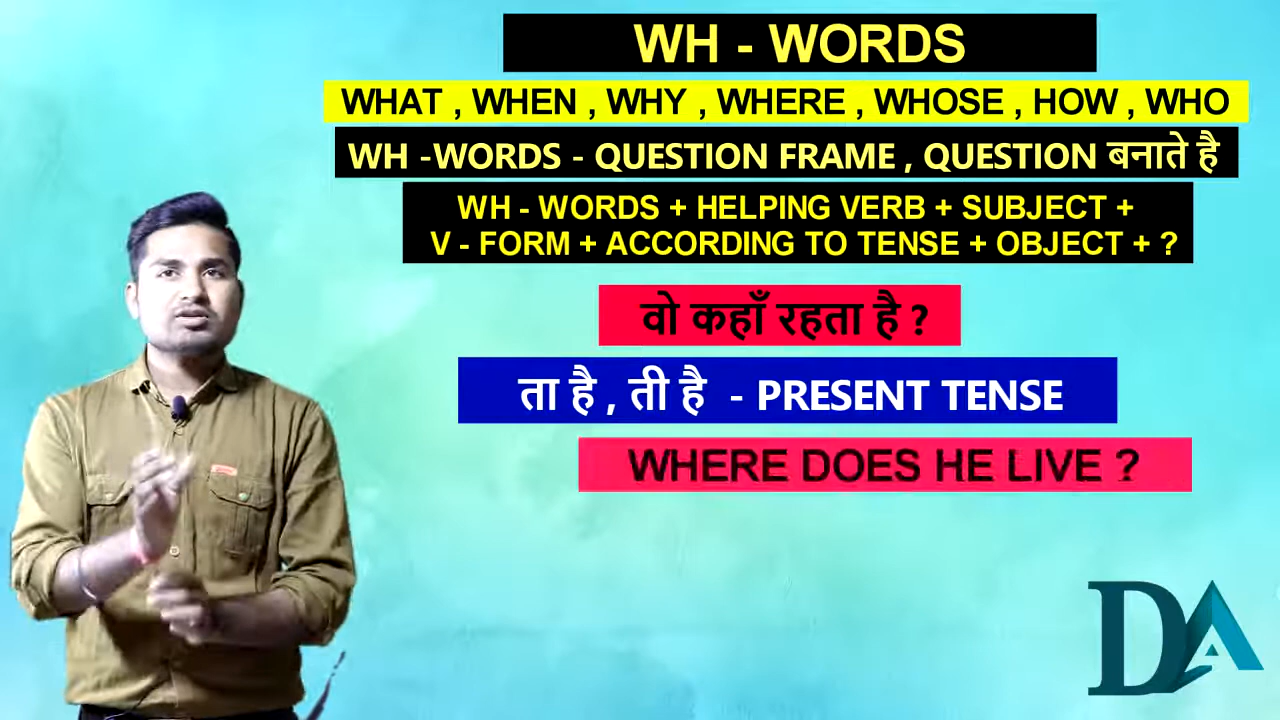 WH - WORDS
WHAT , WHEN , WHY , WHERE , WHOSE , HOW , WHO
WH -WORDS - QUESTION FRAME , QUESTION बनाते है
WH - WORDS + HELPING VERB + SUBJECT +
V - FORM + ACCORDING TO TENSE + OBJECT + ?
वो कहाँ रहता है ?
ता है , ती है - PRESENT TENSE
WHERE DOES HE LIVE ?
DA